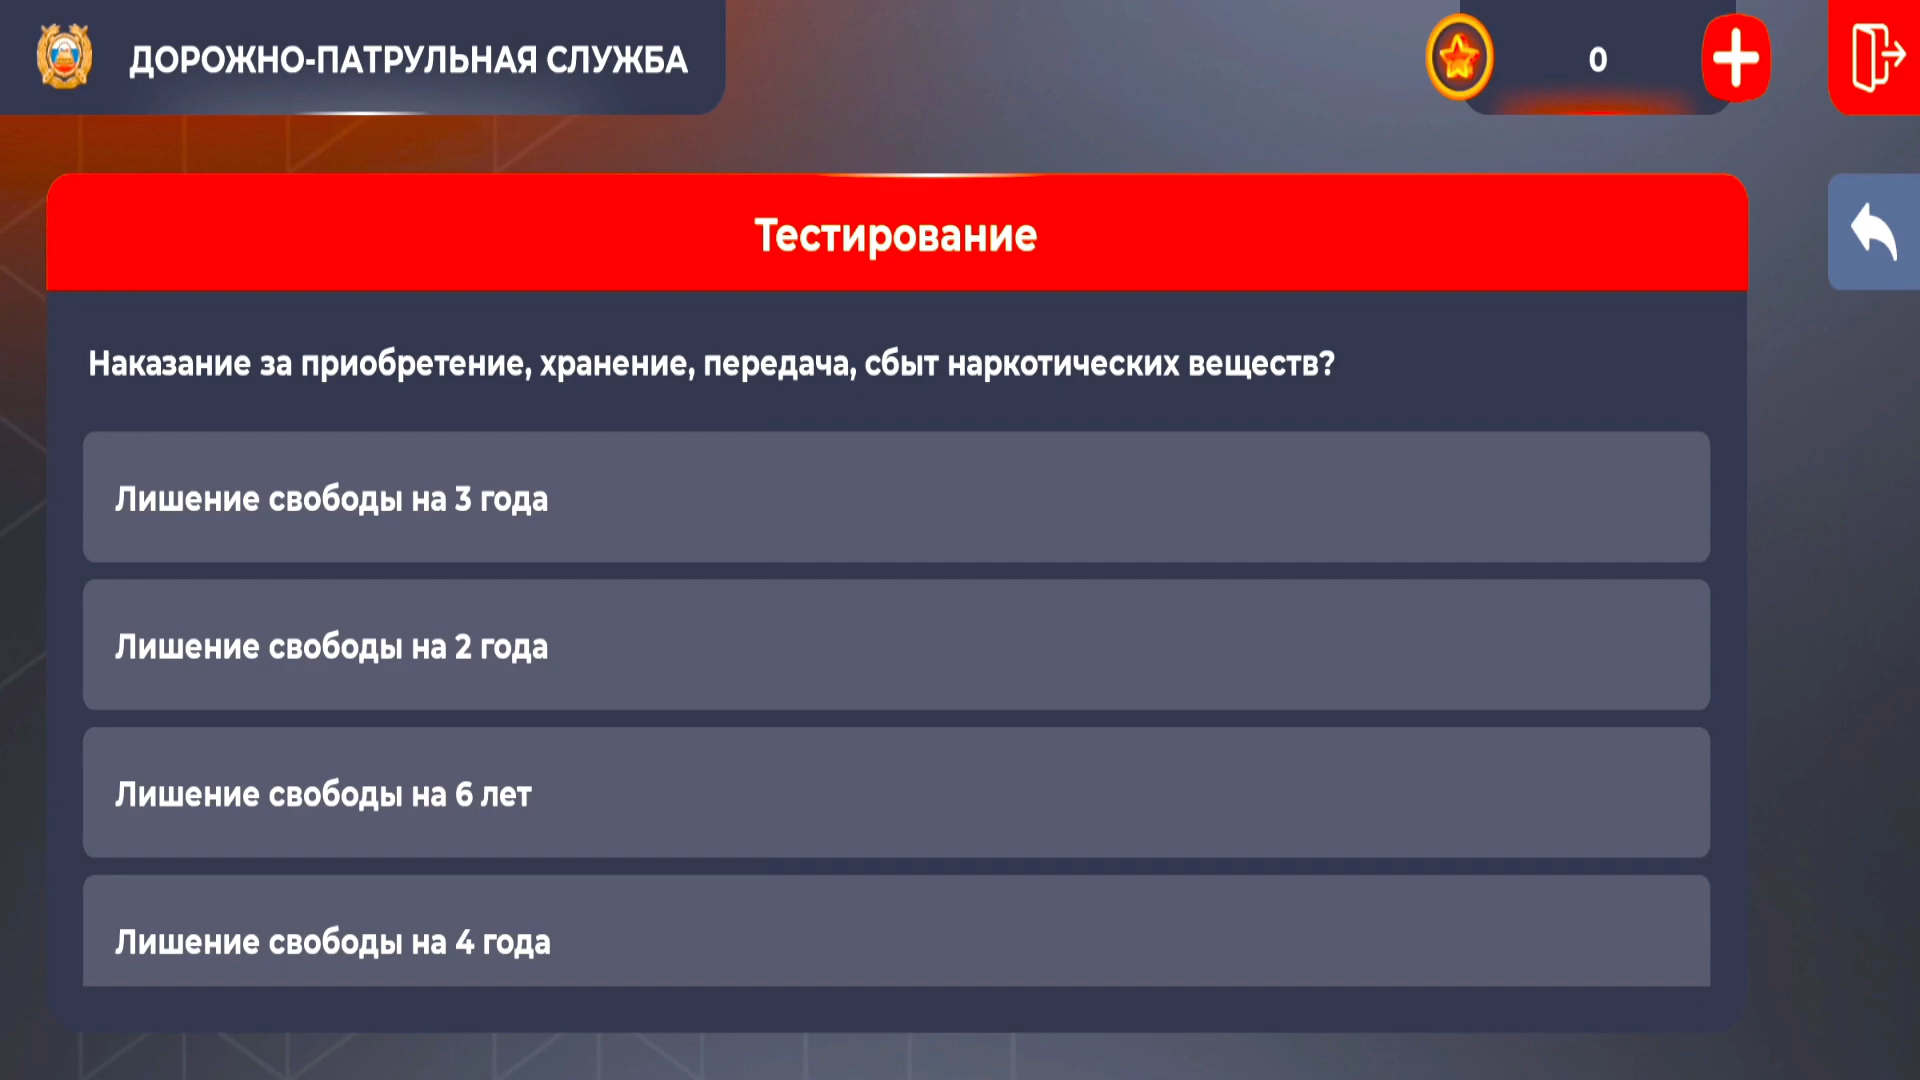 ДОРОЖНО-ПАТРУЛЬНАЯ СЛУЖБА
0
Тестирование
Наказание за приобретение, хранение, передача, сбыт наркотических веществ?
Лишение свободы на 3 года
Лишение свободы на 2 года
Лишение свободы на 6 лет
Лишение свободы на 4 года